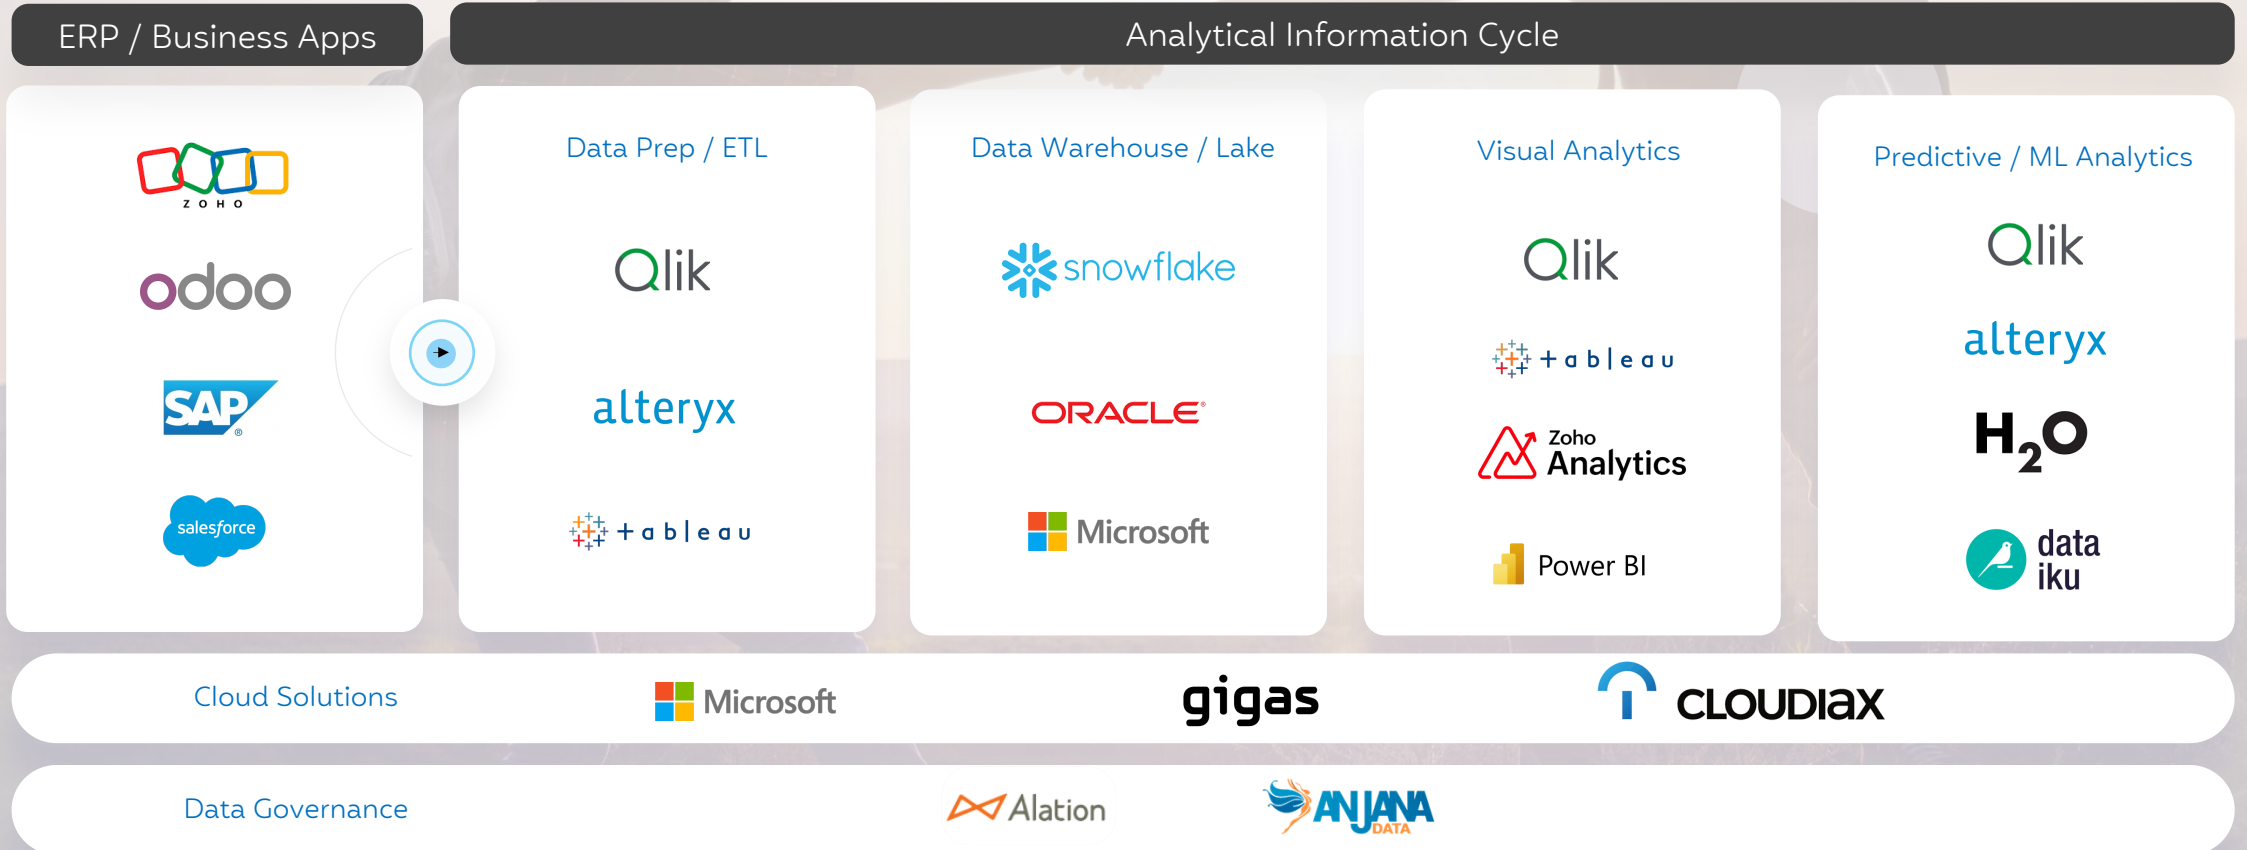 ERP / Business Apps
Analytical Information Cycle
ZOHO
odoo
SAP®
salesforce
Data Prep / ETL
Qlik
alteryx
+ableau
Data Warehouse / Lake
snowflake
ORACLE®
Microsoft
Visual Analytics
Qlik
+ableau
Zoho
Analytics
Power BI
Predictive / ML Analytics
Qlik
alteryx
H2O
data
iku
Cloud Solutions
Microsoft
gigas
CLOUDIAX
Data Governance
Alation
ANJANA
DATA